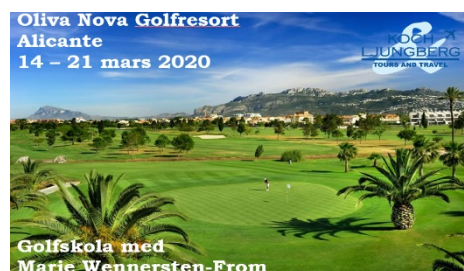 Oliva Nova Golfresort
Alicante
14 – 21 mars 2020
KOCH
LJUNGBERG
TOURS AND TRAVEL
Golfskola med
Marie Wennersten-From